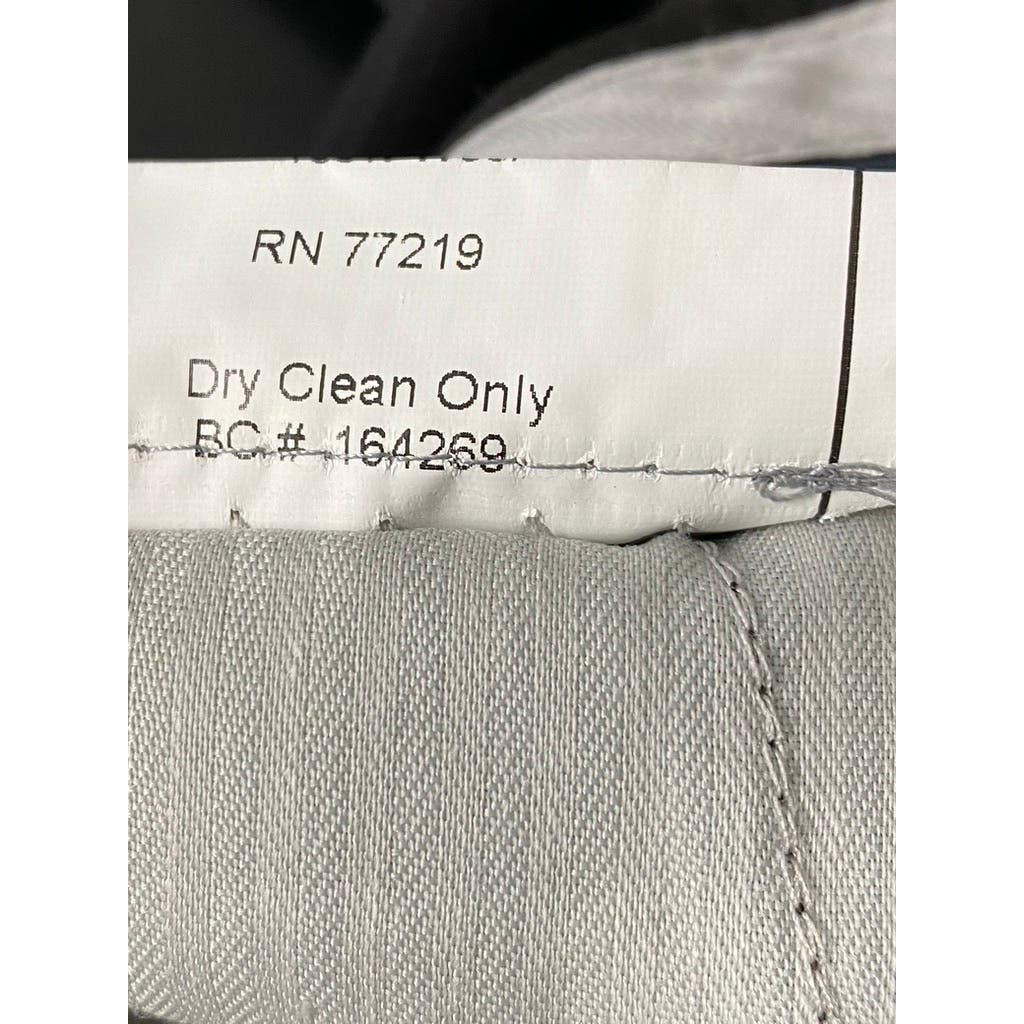 RN 77219
Dry Clean Only
BC # 164269